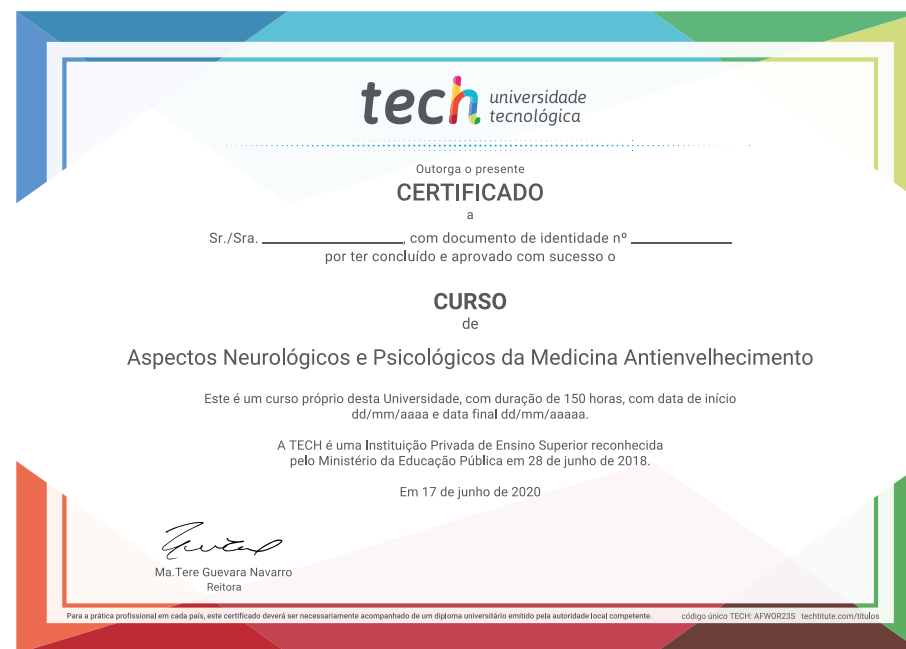 tech universidade
tecnológica
Outorga o presente
CERTIFICADO
a
Sr./Sra. ________________, com documento de identidade nº ____________
por ter concluído e aprovado com sucesso o
CURSO
de
Aspectos Neurológicos e Psicológicos da Medicina Antienvelhecimento
Este é um curso próprio desta Universidade, com duração de 150 horas, com data de início
dd/mm/aaaa e data final dd/mm/aaaaa.
A TECH é uma Instituição Privada de Ensino Superior reconhecida
pelo Ministério da Educação Pública em 28 de junho de 2018.
Em 17 de junho de 2020
Ma.Tere Guevara Navarro
Reitora
Para a prática profissional em cada país, este certificado deverá ser necessariamente acompanhado de um diploma universitário emitido pela autoridade local competente. código único TECH: AFWOR23S techtitute.com/titulos